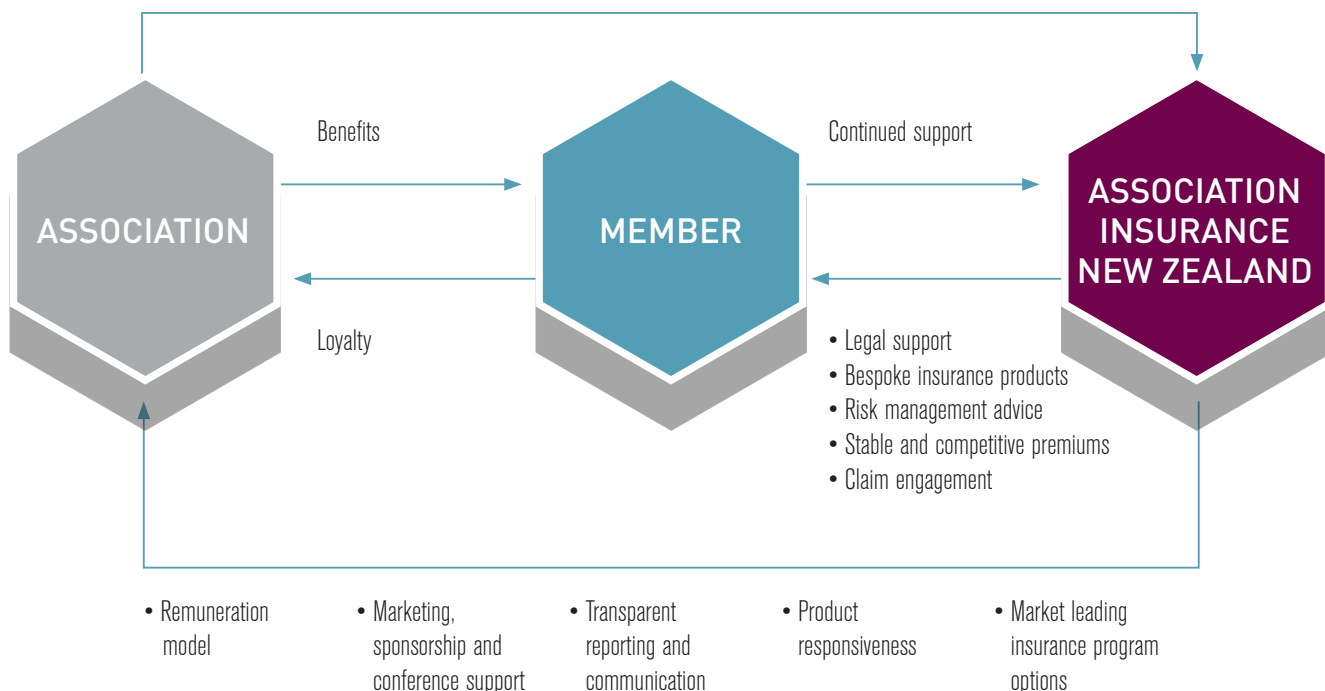 Benefits
Continued support
ASSOCIATION
MEMBER
ASSOCIATION
INSURANCE
NEW ZEALAND
Loyalty
• Legal support
• Bespoke insurance products
• Risk management advice
• Stable and competitive premiums
• Claim engagement
• Remuneration
model
• Marketing,
sponsorship and
conference support
• Transparent
reporting and
communication
• Product
responsiveness
• Market leading
insurance program
options